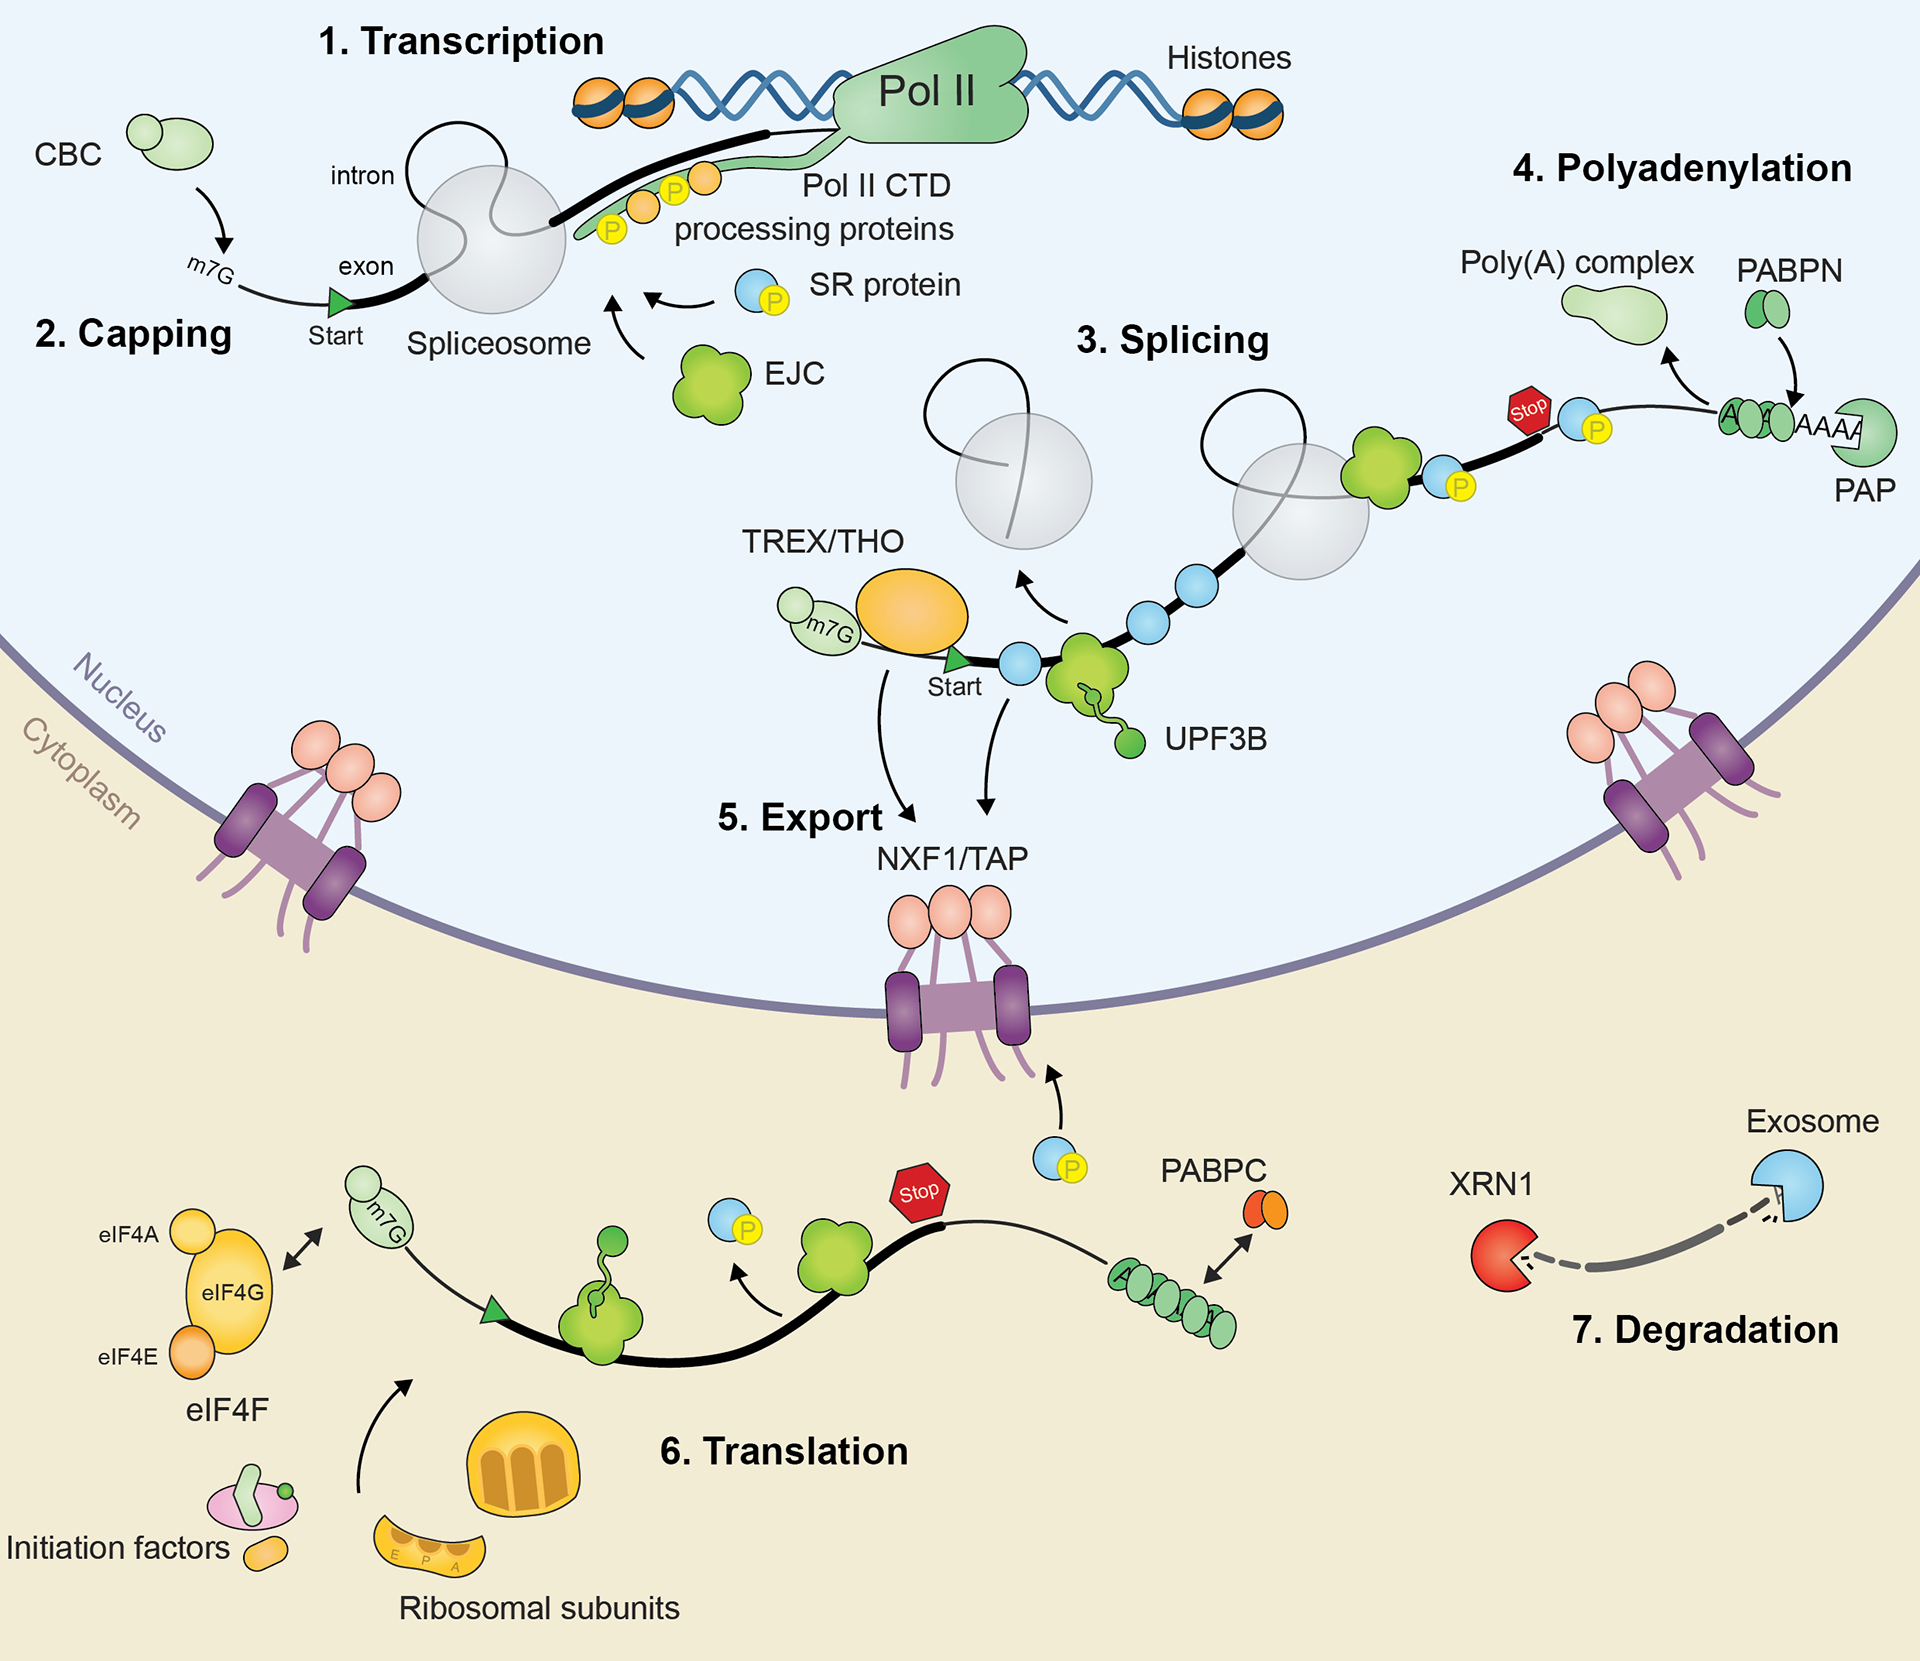 1. Transcription
Histones
Pol II
CBC
intron
Pol II CTD
P
P
processing proteins
m7G
exon
SR protein
P
2. Capping
Start
Spliceosome
EJC
4. Polyadenylation
Poly(A) complex
PABPN
3. Splicing
Stop
P
A A AAAA
P
PAP
TREX/THO
m7G
Start
UPF3B
Nucleus
Cytoplasm
5. Export
NXF1/TAP
P
PABPC
Exosome
XRN1
Stop
m7G
P
eIF4A
eIF4G
eIF4E
eIF4F
7. Degradation
6. Translation
Initiation factors
E P A
Ribosomal subunits